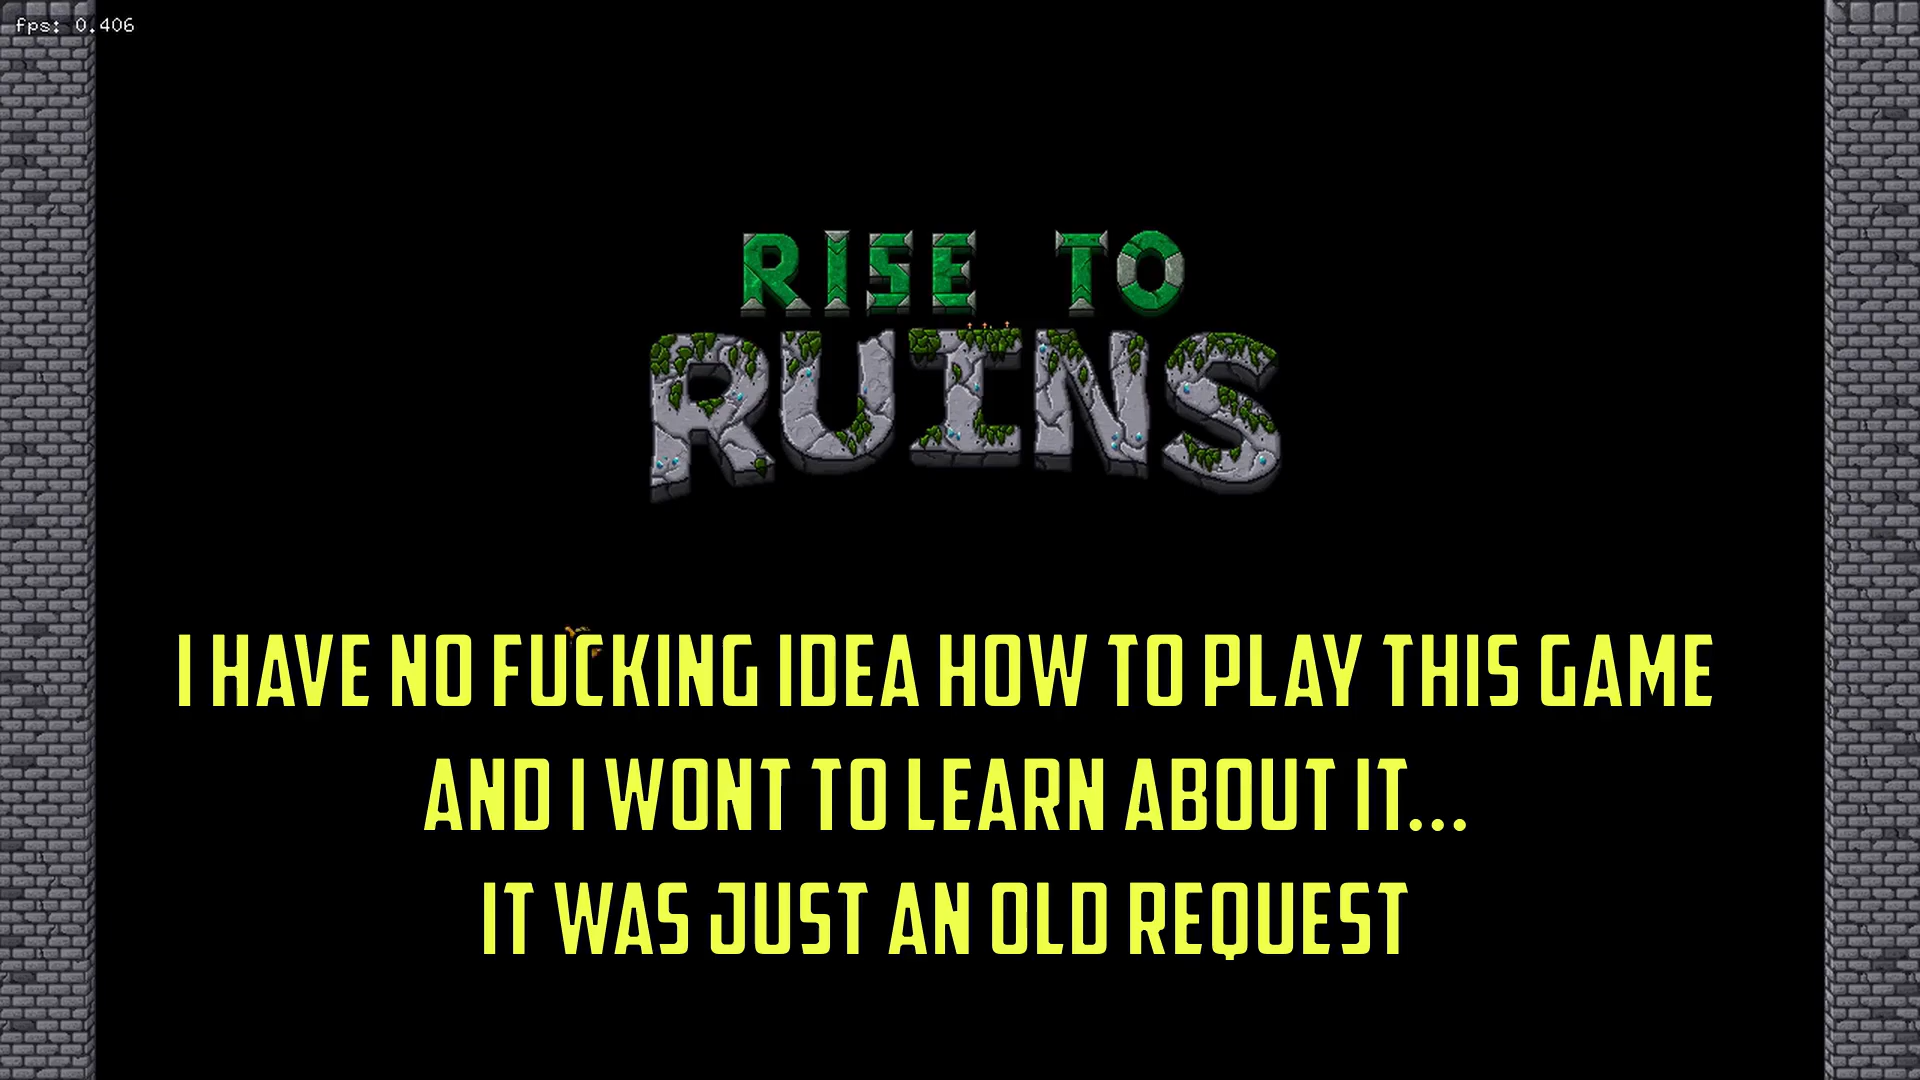 fps: 0.406
RISE TO
RUINS
I HAVE NO FUCKING IDEA HOW TO PLAY THIS GAME
AND I WONT TO LEARN ABOUT IT...
IT WAS JUST AN OLD REQUEST